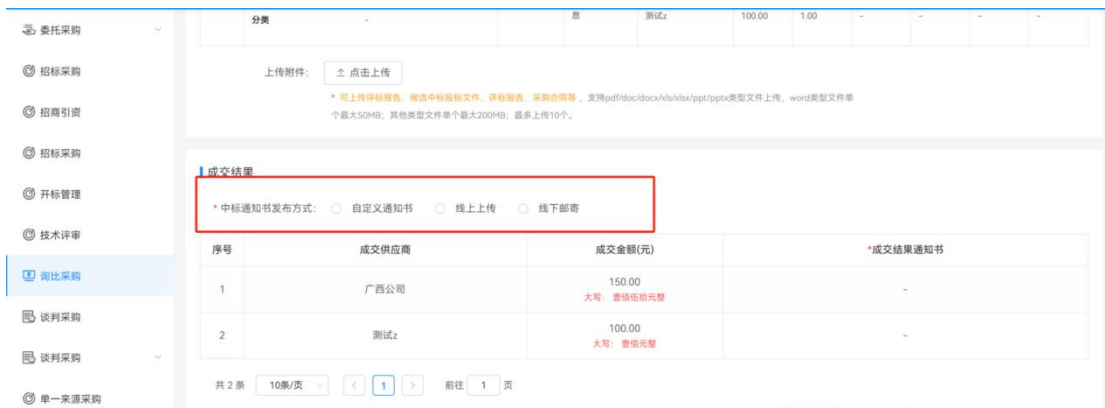 委托采购
招标采购
招商引资
招标采购
开标管理
技术评审
询比采购
谈判采购
谈判采购
单一来源采购
分类 - 息 测试z 100.00 1.00 - - - -
上传附件： 点击上传
* 可上传评标报告、候选中标投标文件、评标报告、采购合同等 ，支持pdf/doc/docx/xls/xlsx/ppt/pptx类型文件上传，word类型文件单
个最大50MB；其他类型文件单个最大200MB；最多上传10个。
成交结果
* 中标通知书发布方式： 自定义通知书 线上上传 线下邮寄
序号 成交供应商 成交金额(元) *成交结果通知书
1 广西公司 150.00 -
大写： 壹佰伍拾元整
2 测试z 100.00 -
大写： 壹佰元整
共 2 条 10条/页 < 1 > 前往 1 页